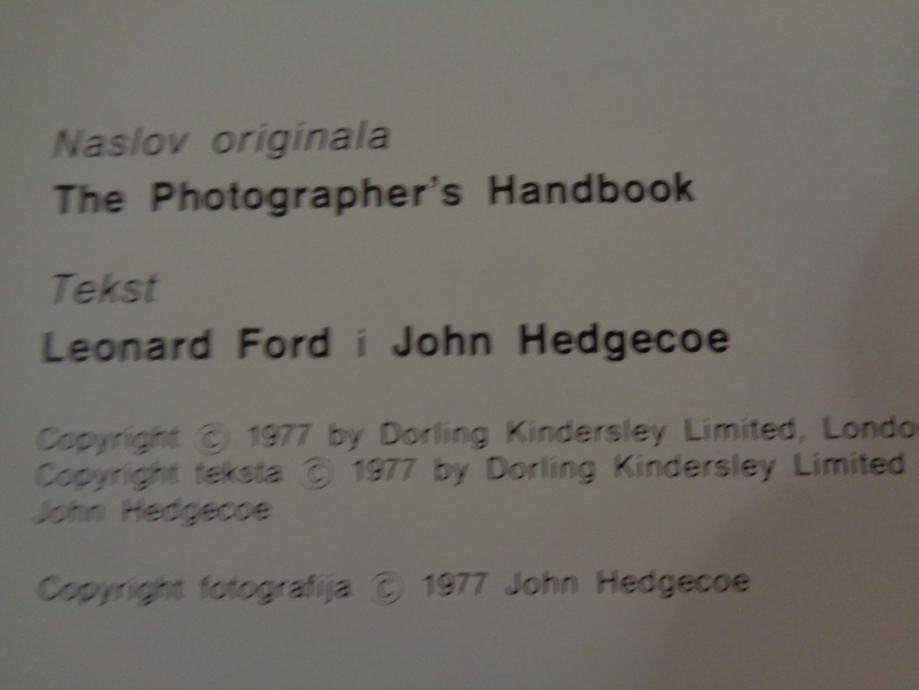 Naslov originala
The Photographer's Handbook
Tekst
Leonard Ford i John Hedgecoe
Copyright © 1977 by Dorling Kindersley Limited, Londo
Copyright teksta © 1977 by Dorling Kindersley Limited
John Hedgecoe
Copyright fotografija © 1977 John Hedgecoe